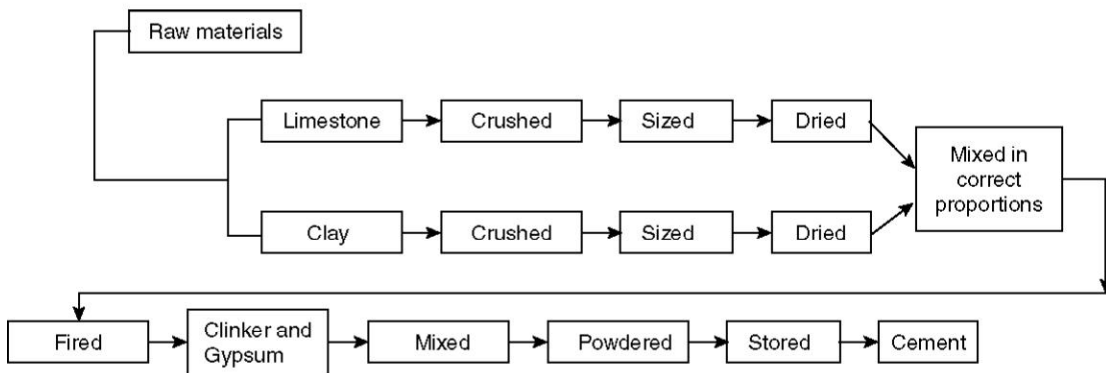 Raw materials
Limestone
Crushed
Sized
Dried
Mixed in
correct
proportions
Clay
Crushed
Sized
Dried
Fired
Clinker and
Gypsum
Mixed
Powdered
Stored
Cement